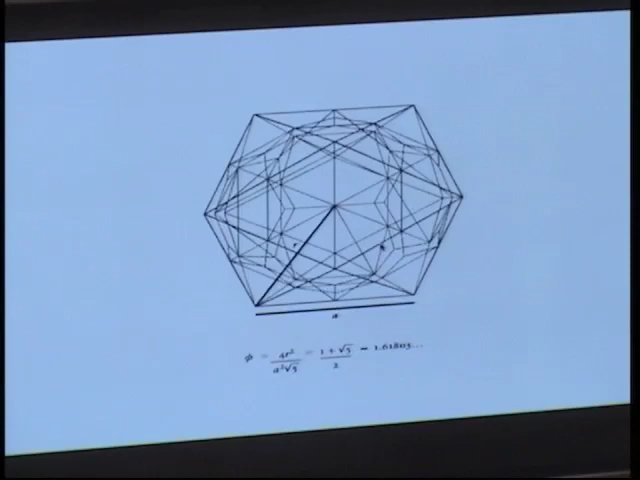 r
a
φ = 4r² / a²√5 = 1 + √5 / 2 = 1.61803...